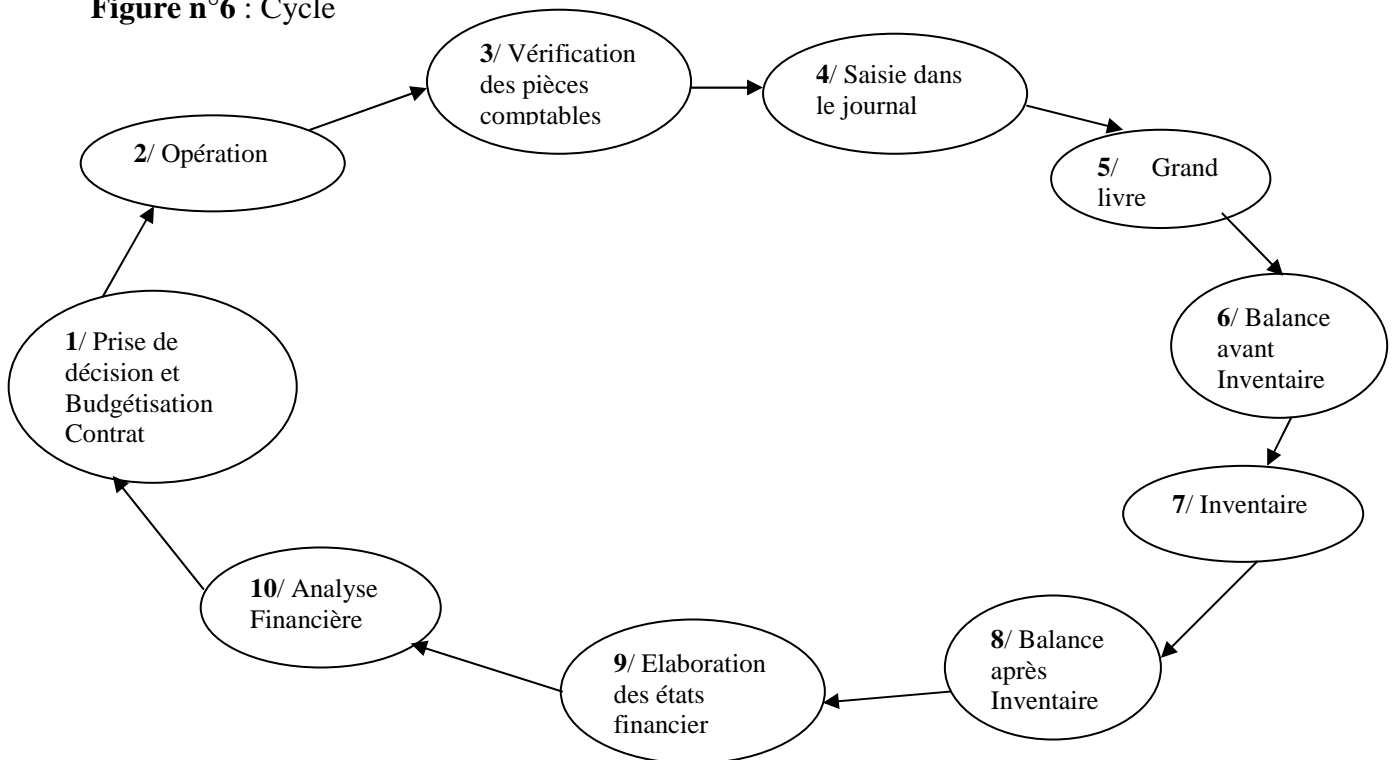 Figure n°6 : Cycle
3/ Vérification
des pièces
comptables
4/ Saisie dans
le journal
2/ Opération
5/ Grand
livre
6/ Balance
avant
Inventaire
1/ Prise de
décision et
Budgétisation
Contrat
7/ Inventaire
10/ Analyse
Financière
8/ Balance
après
Inventaire
9/ Elaboration
des états
financier